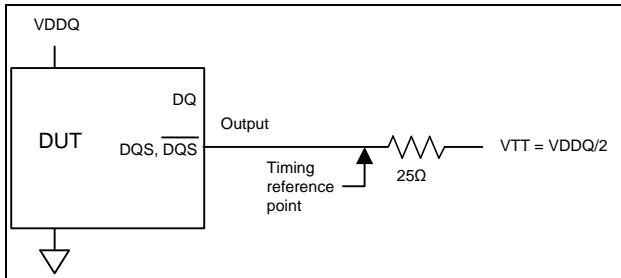 VDDQ
DQ
DUT
DQS, DQS
Output
Timing
reference
point
25Ω
VTT = VDDQ/2